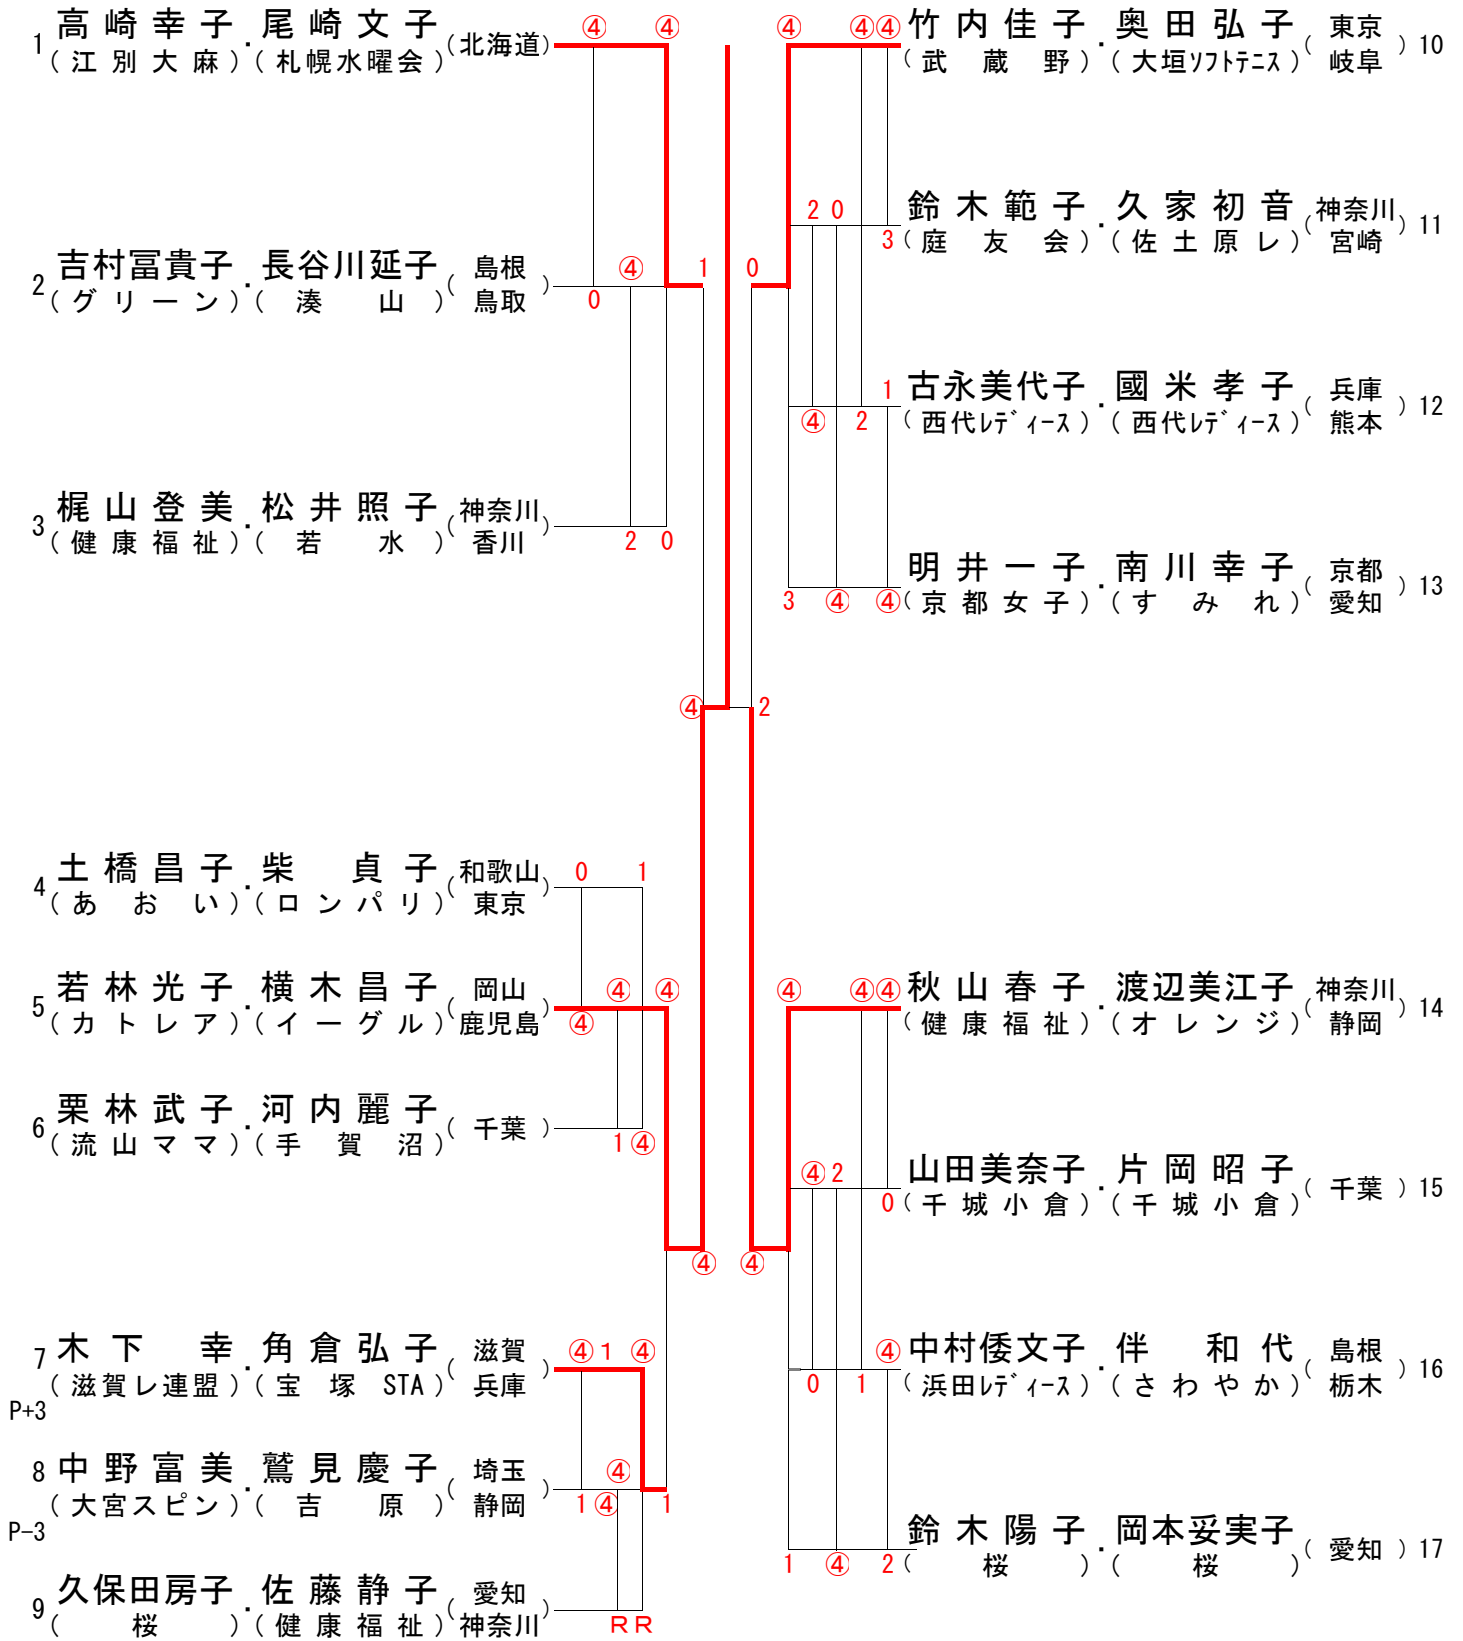 ④ ④
1 高崎幸子・尾崎文子 (北海道)
(江別大麻)(札幌水曜会)
④
2 吉村冨貴子・長谷川延子 (島根
(グリーン)(湊山) 鳥取)
0
1
3 梶山登美・松井照子 (神奈川
(健康福祉)(若水) 香川)
2 0
④
0 1
4 土橋昌子・柴貞子 (和歌山
(あおい)(ロンパリ) 東京)
④ ④
5 若林光子・横木昌子 (岡山
(カトレア)(イーグル) 鹿児島)
④
6 栗林武子・河内麗子 (千葉)
(流山ママ)(手賀沼)
1 ④
④
④ 1 ④
7 木下幸・角倉弘子 (滋賀
(滋賀レ連盟)(宝塚STA) 兵庫)
P+3
④
8 中野富美・鷲見慶子 (埼玉
(大宮スピン)(吉原) 静岡)
1 ④ 1
P−3
9 久保田房子・佐藤静子 (愛知
(桜)(健康福祉) 神奈川)
R R
④ ④ ④
竹内佳子・奥田弘子 (東京 10
(武蔵野)(大垣ソフトテニス) 岐阜)
2 0
鈴木範子・久家初音 (神奈川 11
3 (庭友会)(佐土原レ) 宮崎)
0
1
古永美代子・國米孝子 (兵庫 12
④ 2 (西代レディース)(西代レディース) 熊本)
明井一子・南川幸子 (京都 13
3 ④ ④ (京都女子)(すみれ) 愛知)
2
④ ④ ④
秋山春子・渡辺美江子 (神奈川 14
(健康福祉)(オレンジ) 静岡)
④ 2
山田美奈子・片岡昭子 (千葉) 15
0 (千城小倉)(千城小倉)
④
④
中村倭文子・伴和代 (島根 16
0 1 (浜田レディース)(さわやか) 栃木)
鈴木陽子・岡本妥実子 (愛知) 17
1 ④ 2 (桜)(桜)